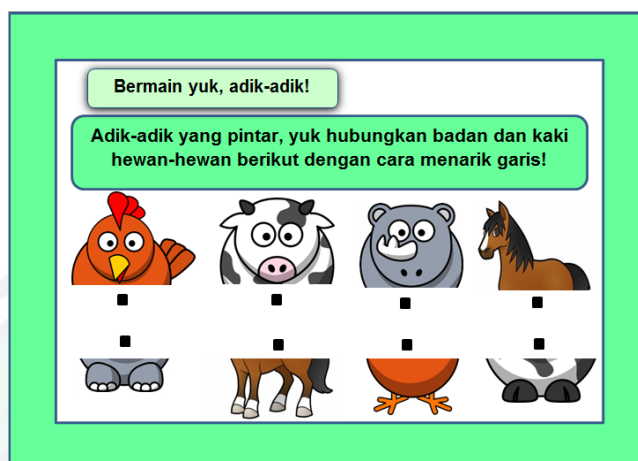 Bermain yuk, adik-adik!
Adik-adik yang pintar, yuk hubungkan badan dan kaki
hewan-hewan berikut dengan cara menarik garis!